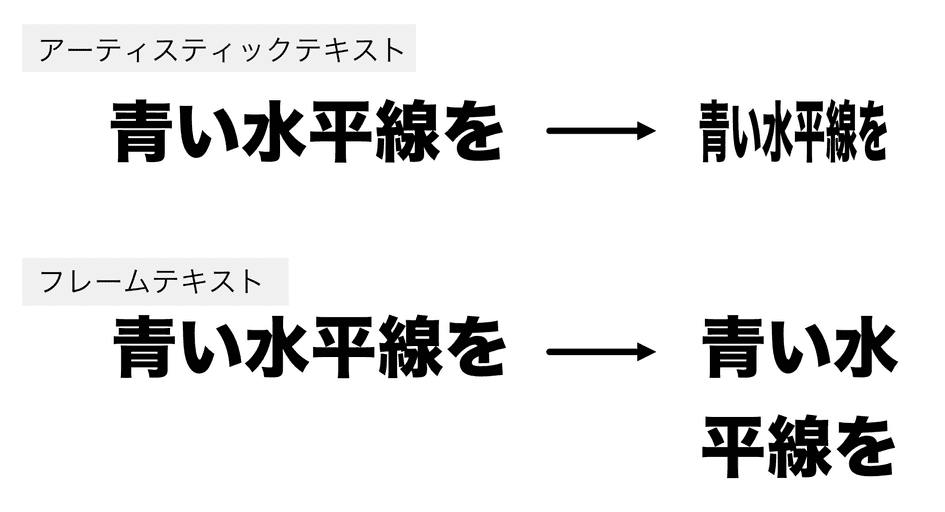 アーティスティックテキスト
青い水平線を
青い水平線を
フレームテキスト
青い水平線を
青い水
平線を